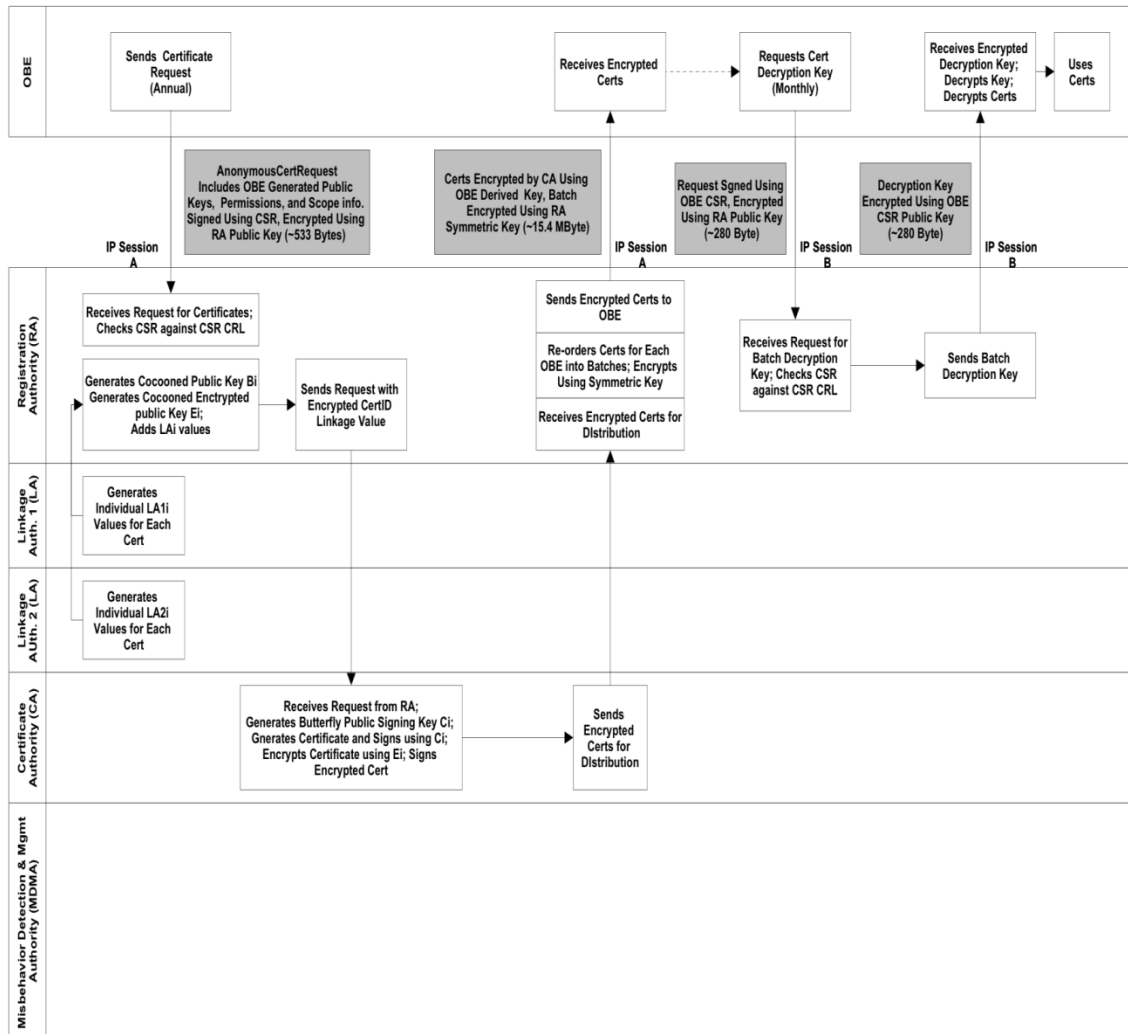 OBE
Sends Certificate
Request
(Annual)
Receives Encrypted
Certs
Requests Cert
Decryption Key
(Monthly)
Receives Encrypted
Decryption Key;
Decrypts Key;
Decrypts Certs
Uses
Certs
AnonymousCertRequest
Includes OBE Generated Public
Keys, Permissions, and Scope info.
Signed Using CSR, Encrypted Using
RA Public Key (~533 Bytes)
Certs Encrypted by CA Using
OBE Derived Key, Batch
Encrypted Using RA
Symmetric Key (~15.4 MByte)
Request Sgned Using
OBE CSR, Encrypted
Using RA Public Key
(~280 Byte)
Decryption Key
Encrypted Using OBE
CSR Public Key
(~280 Byte)
IP Session
A
IP Session
A
IP Session
B
IP Session
B
Registration
Authority (RA)
Receives Request for Certificates;
Checks CSR against CSR CRL
Generates Cocooned Public Key Bi
Generates Cocooned Enctrypted
public Key Ei;
Adds LAi values
Sends Request with
Encrypted CertID
Linkage Value
Sends Encrypted Certs to
OBE
Re-orders Certs for Each
OBE into Batches; Encrypts
Using Symmetric Key
Receives Encrypted Certs for
DIstribution
Receives Request for
Batch Decryption
Key; Checks CSR
against CSR CRL
Sends Batch
Decryption Key
Linkage
Auth. 1 (LA)
Generates
Individual LA1i
Values for Each
Cert
Linkage
AUth. 2 (LA)
Generates
Individual LA2i
Values for Each
Cert
Certificate
Authority (CA)
Receives Request from RA;
Generates Butterfly Public Signing Key Ci;
Gnerates Certificate and Signs using Ci;
Encrypts Certificate using Ei; Signs
Encrypted Cert
Sends
Encrypted
Certs for
DIstribution
Misbehavior Detection & Mgmt
Authority (MDMA)